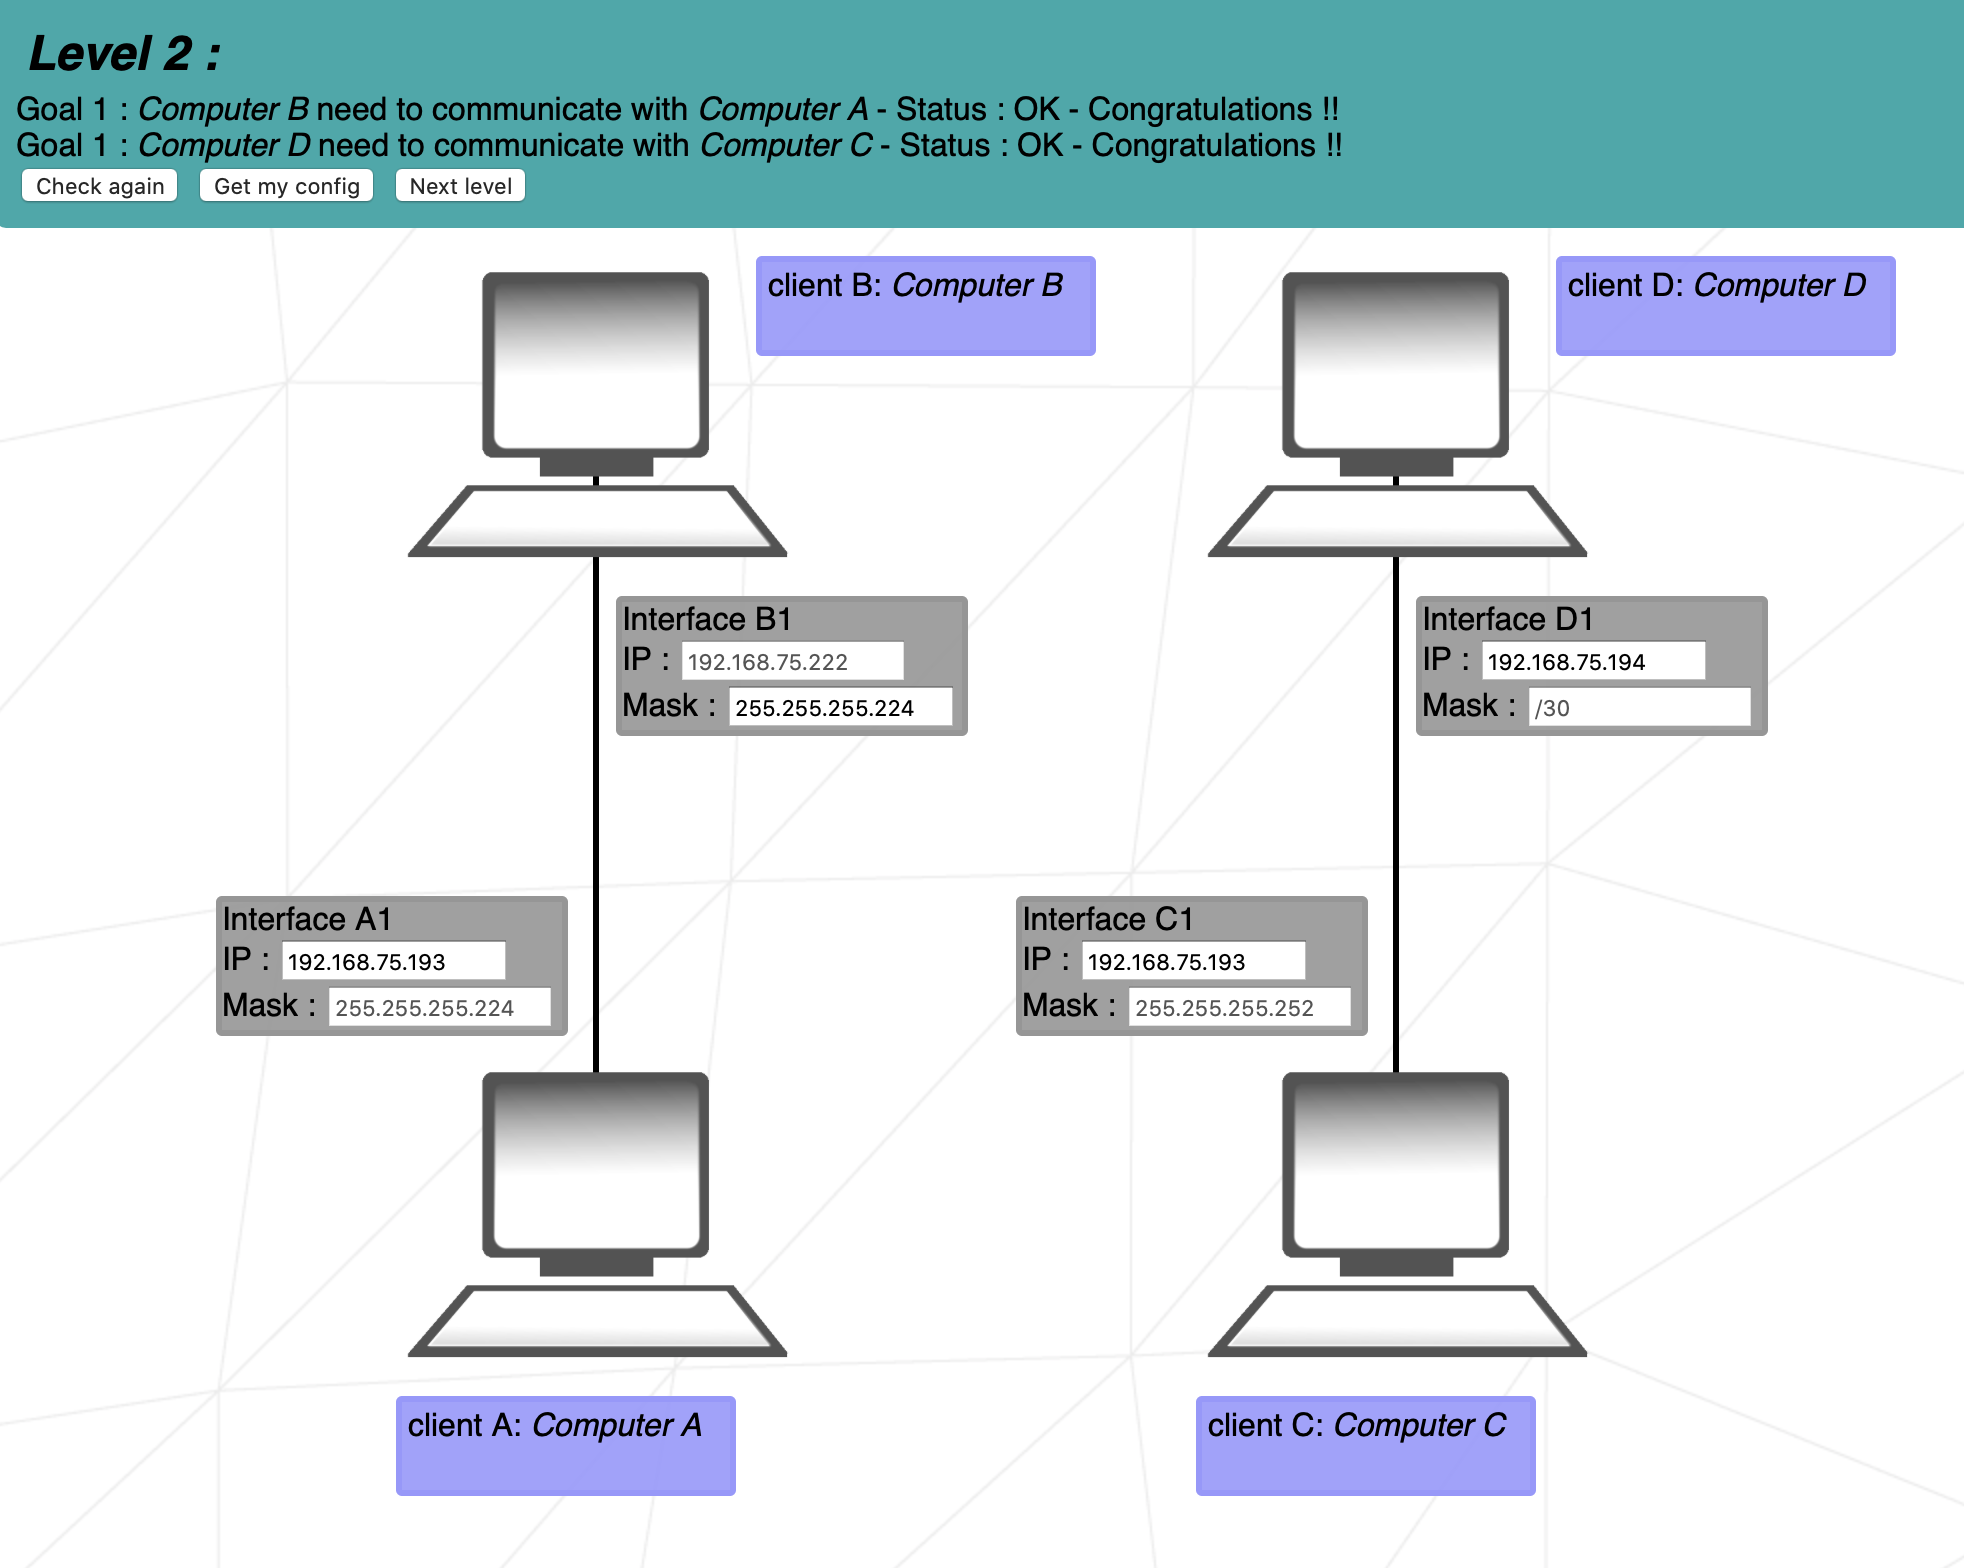 Level 2 :
Goal 1 : Computer B need to communicate with Computer A - Status : OK - Congratulations !!
Goal 1 : Computer D need to communicate with Computer C - Status : OK - Congratulations !!
Check again Get my config Next level
client B: Computer B
client D: Computer D
Interface B1
IP : 192.168.75.222
Mask : 255.255.255.224
Interface D1
IP : 192.168.75.194
Mask : /30
Interface A1
IP : 192.168.75.193
Mask : 255.255.255.224
Interface C1
IP : 192.168.75.193
Mask : 255.255.255.252
client A: Computer A
client C: Computer C